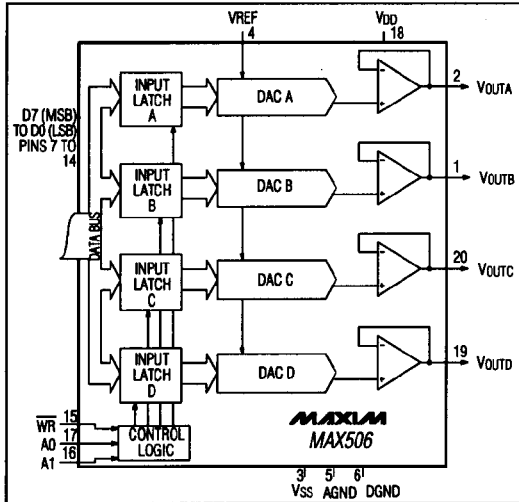 VREF
4
VDD
18
INPUT
LATCH
A
DAC A
2
VOUTA
D7 (MSB)
TO D0 (LSB)
PINS 7 TO
14
INPUT
LATCH
B
DAC B
1
VOUTB
DATA BUS
INPUT
LATCH
C
DAC C
20
VOUTC
INPUT
LATCH
D
DAC D
19
VOUTD
WR 15
A0 17
A1 16
CONTROL
LOGIC
MAXIM
MAX506
3 5 6
VSS AGND DGND